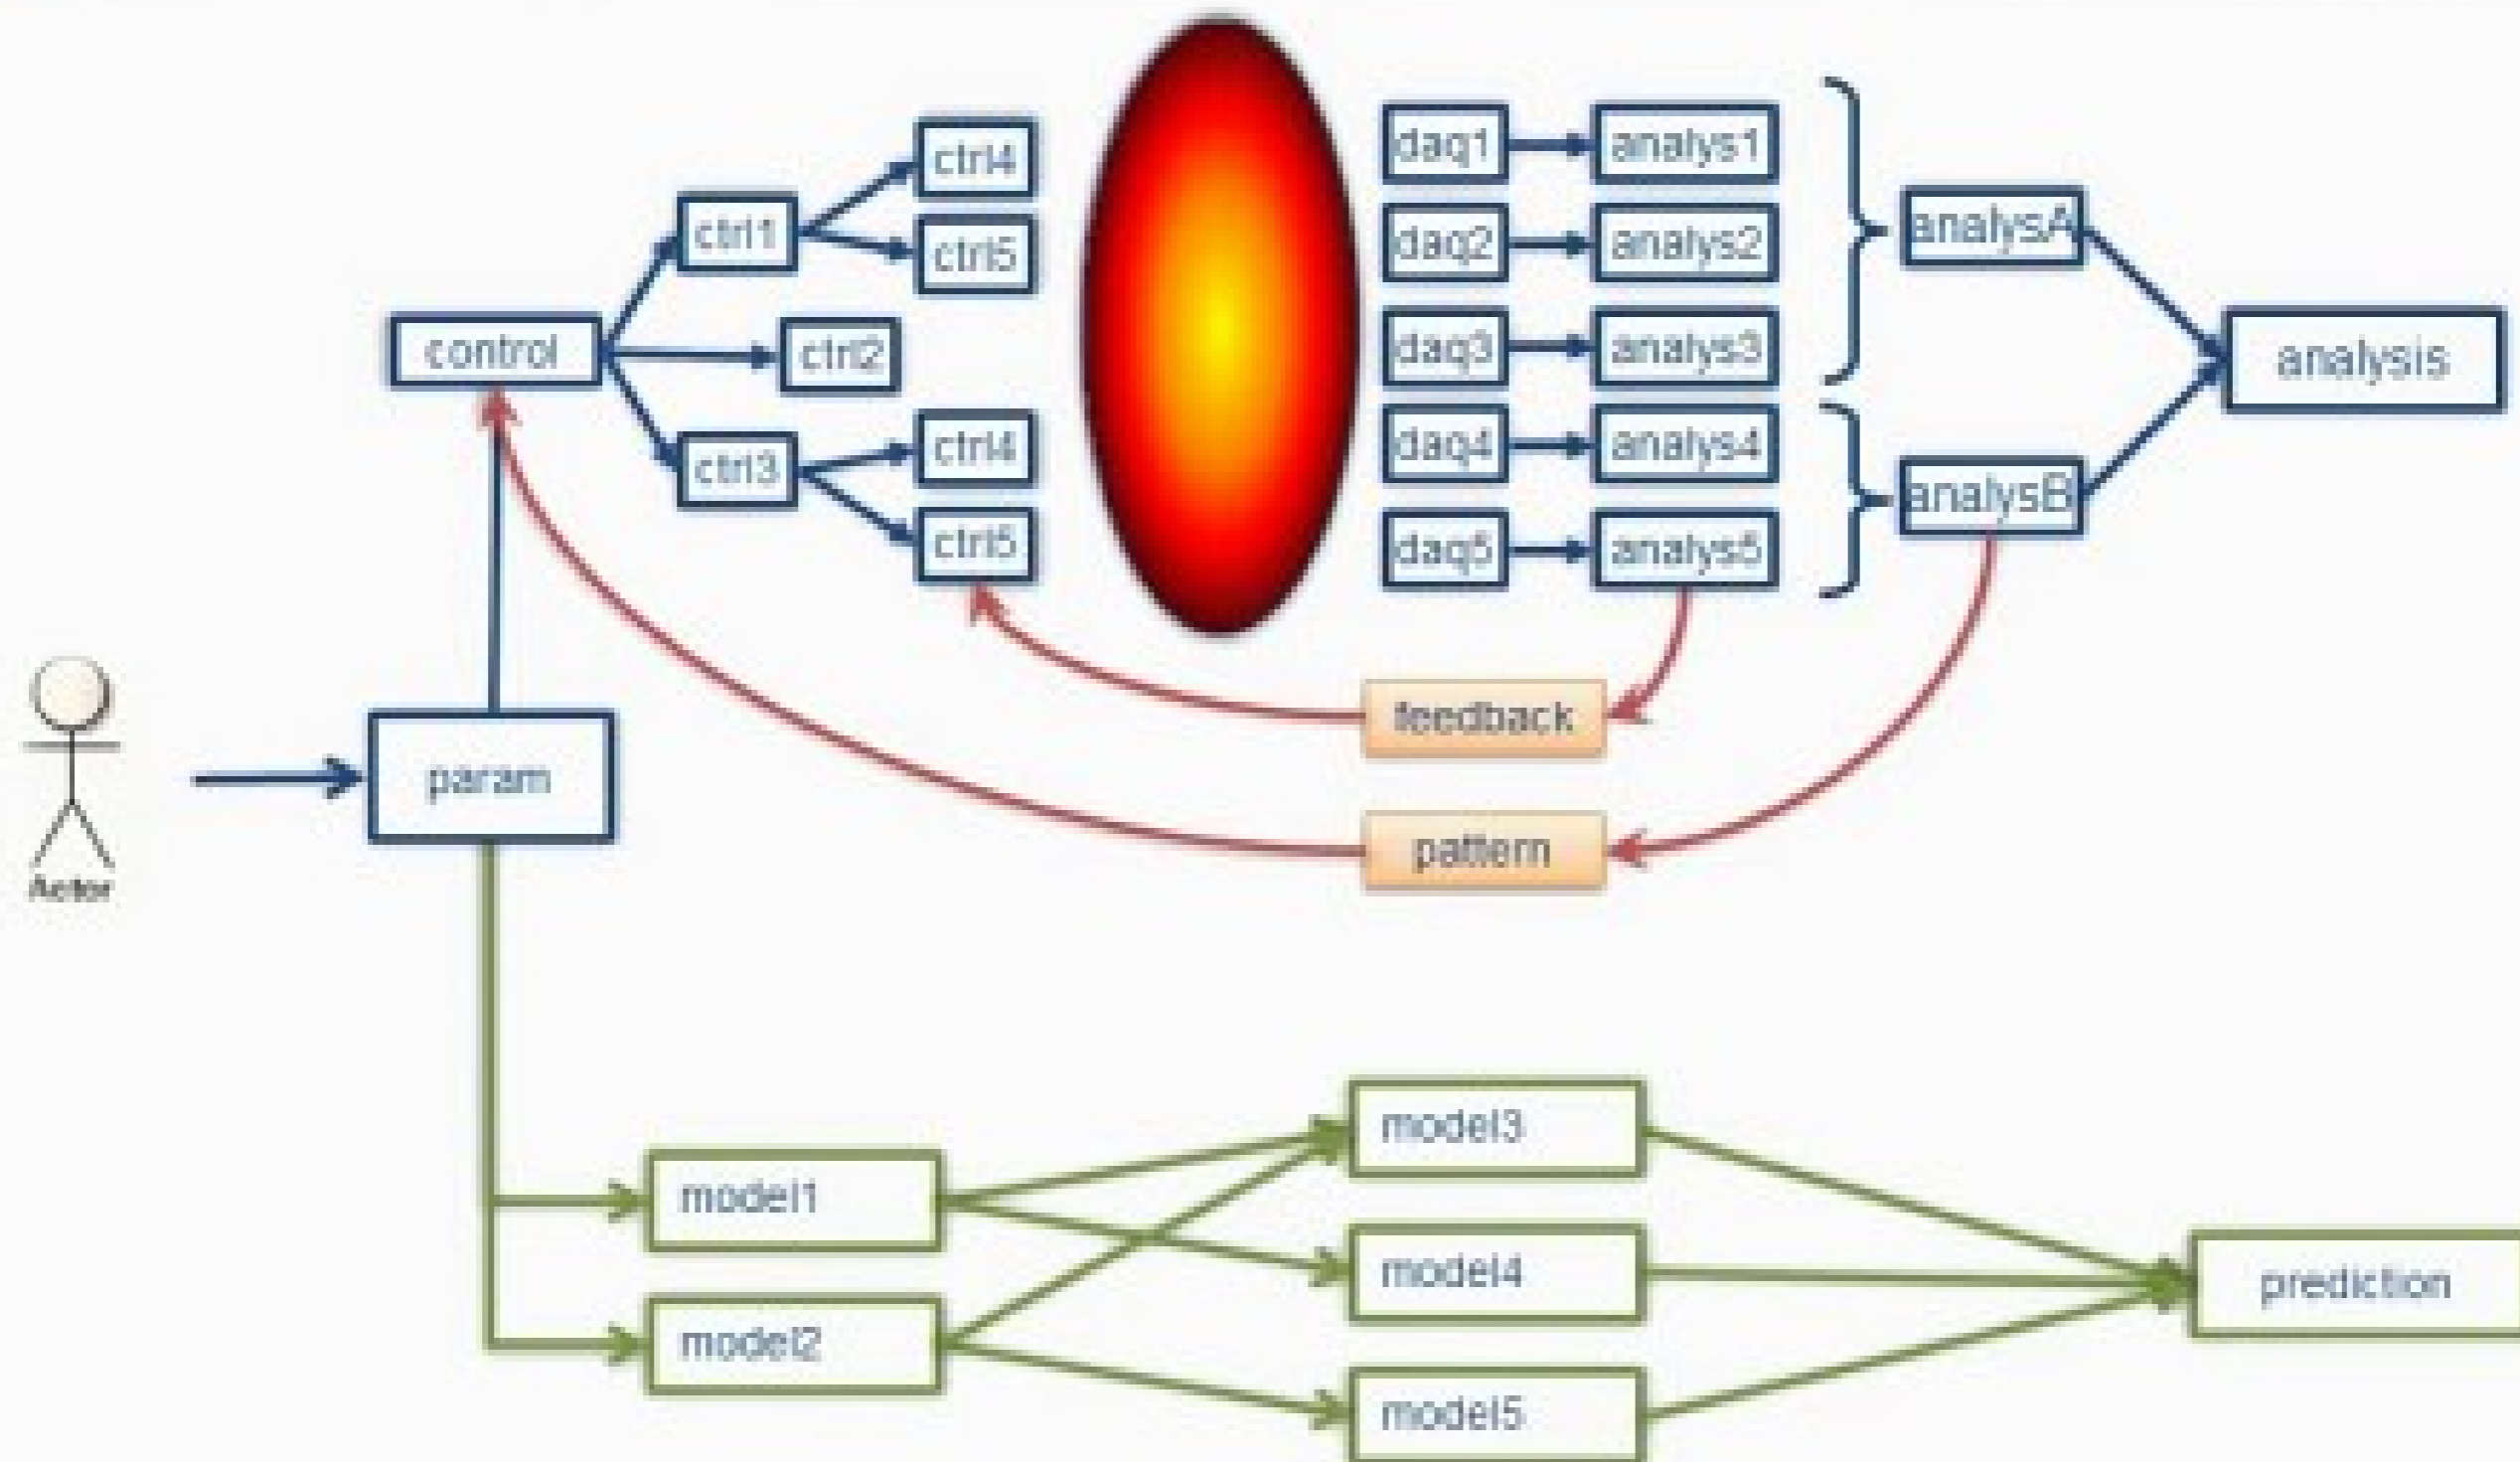 ctrl4
daq1
analys1
ctrl1
analysA
ctrl5
daq2
analys2
control
ctrl2
daq3
analys3
analysis
ctrl4
daq4
analys4
ctrl3
analysB
ctrl5
daq5
analys5
feedback
param
pattern
Actor
model3
model1
model4
prediction
model2
model5